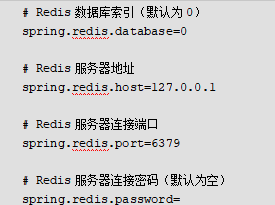 # Redis 数据库索引（默认为 0）
spring.redis.database=0
# Redis 服务器地址
spring.redis.host=127.0.0.1
# Redis 服务器连接端口
spring.redis.port=6379
# Redis 服务器连接密码（默认为空）
spring.redis.password=